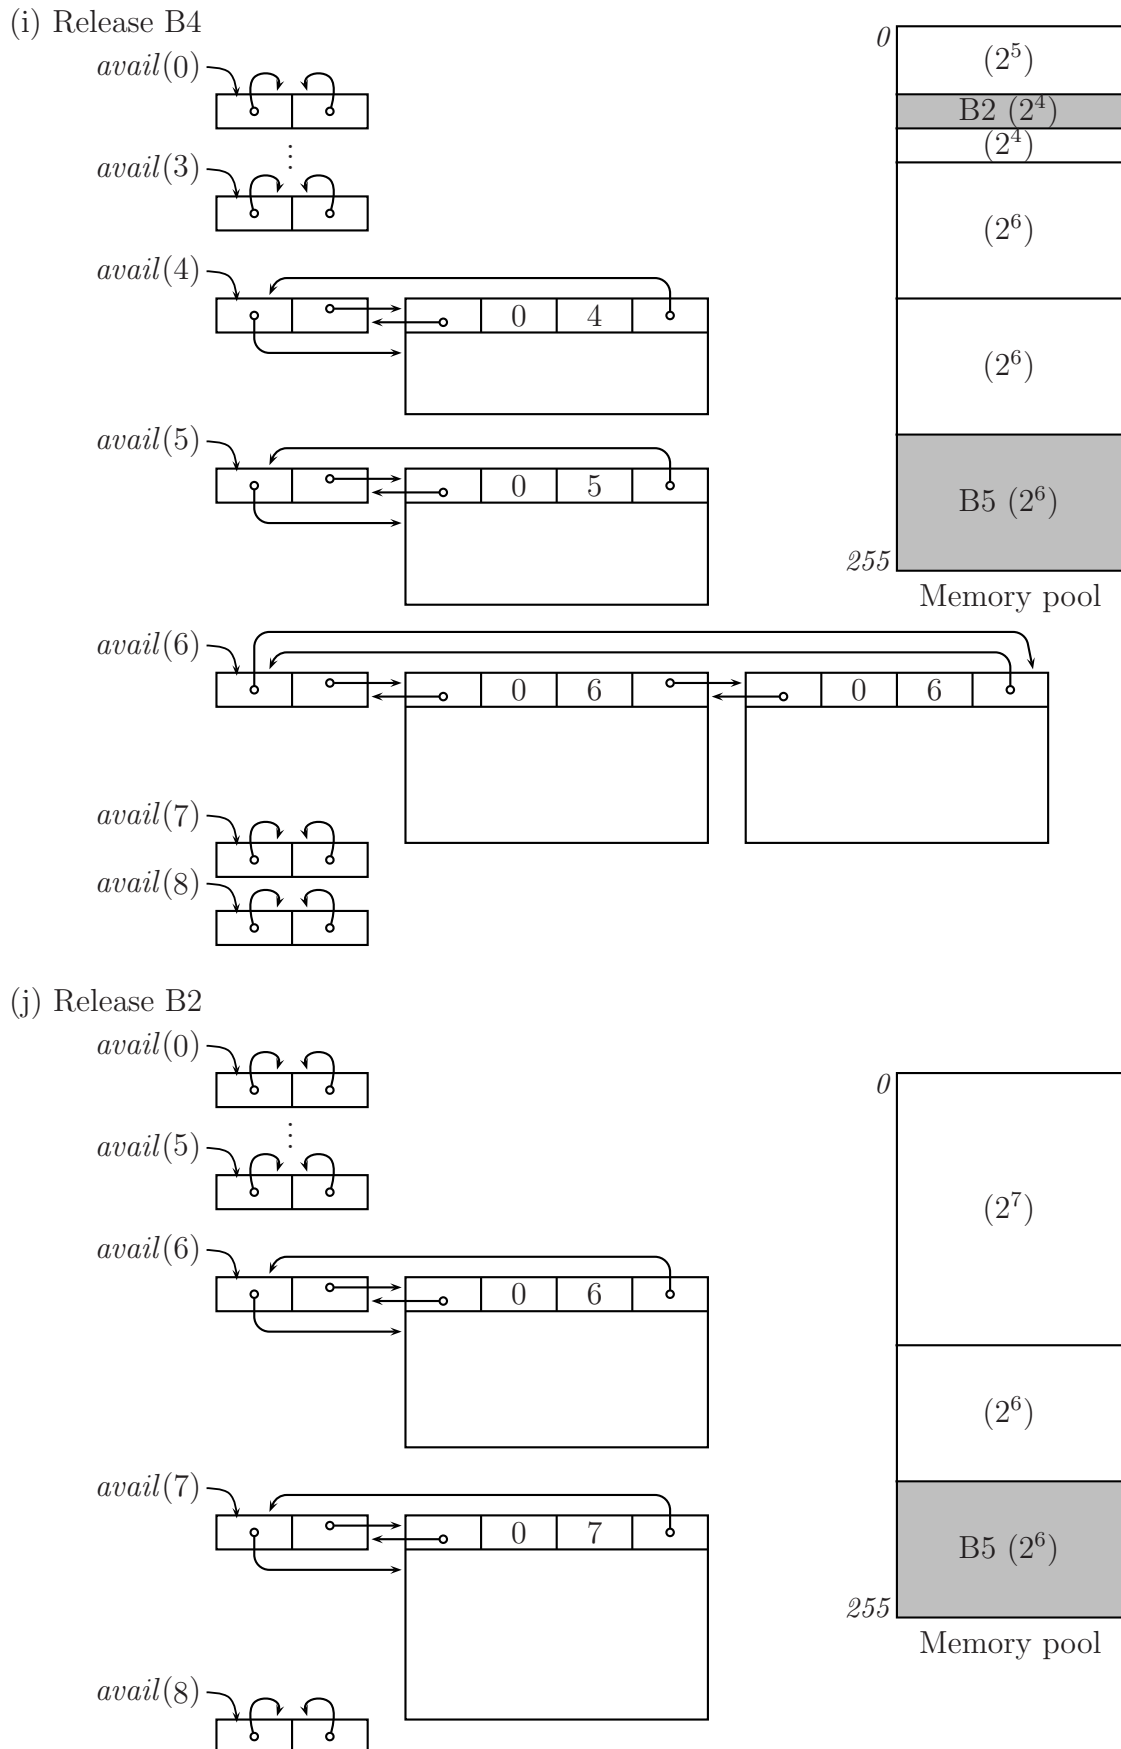 (i) Release B4
avail(0)
⋮
avail(3)
avail(4)
0 4
avail(5)
0 5
avail(6)
0 6 0 6
avail(7)
avail(8)
0
(2⁵)
B2 (2⁴)
(2⁴)
(2⁶)
(2⁶)
B5 (2⁶)
255
Memory pool
(j) Release B2
avail(0)
⋮
avail(5)
avail(6)
0 6
avail(7)
0 7
avail(8)
0
(2⁷)
(2⁶)
B5 (2⁶)
255
Memory pool